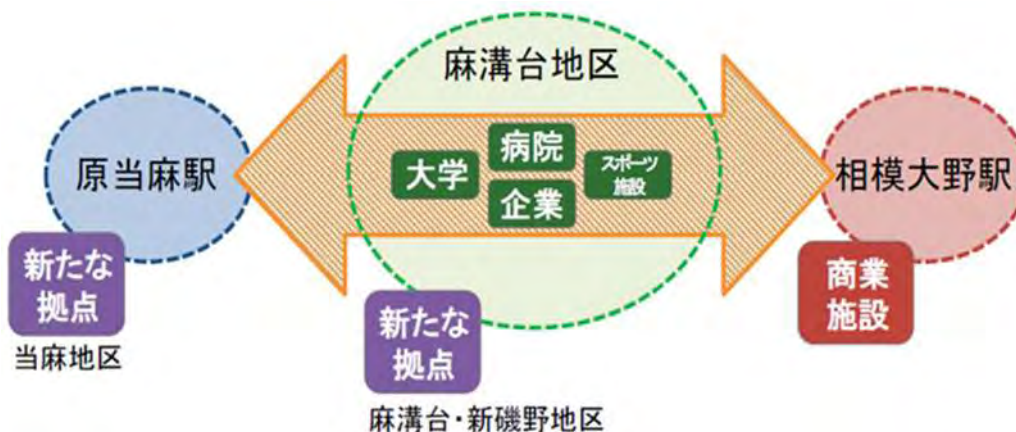 麻溝台地区
原当麻駅
大学
病院
企業
スポーツ
施設
相模大野駅
新たな
拠点
当麻地区
新たな
拠点
麻溝台・新磯野地区
商業
施設